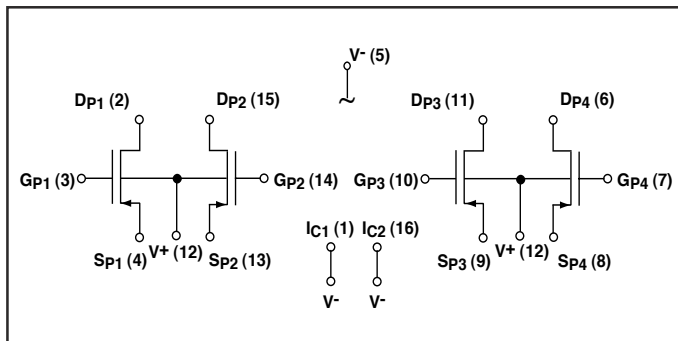 V- (5)
DP1 (2) DP2 (15) DP3 (11) DP4 (6)
~
GP1 (3) GP2 (14) GP3 (10) GP4 (7)
IC1 (1) IC2 (16)
SP1 (4) V+ (12) SP2 (13) SP3 (9) V+ (12) SP4 (8)
V- V-